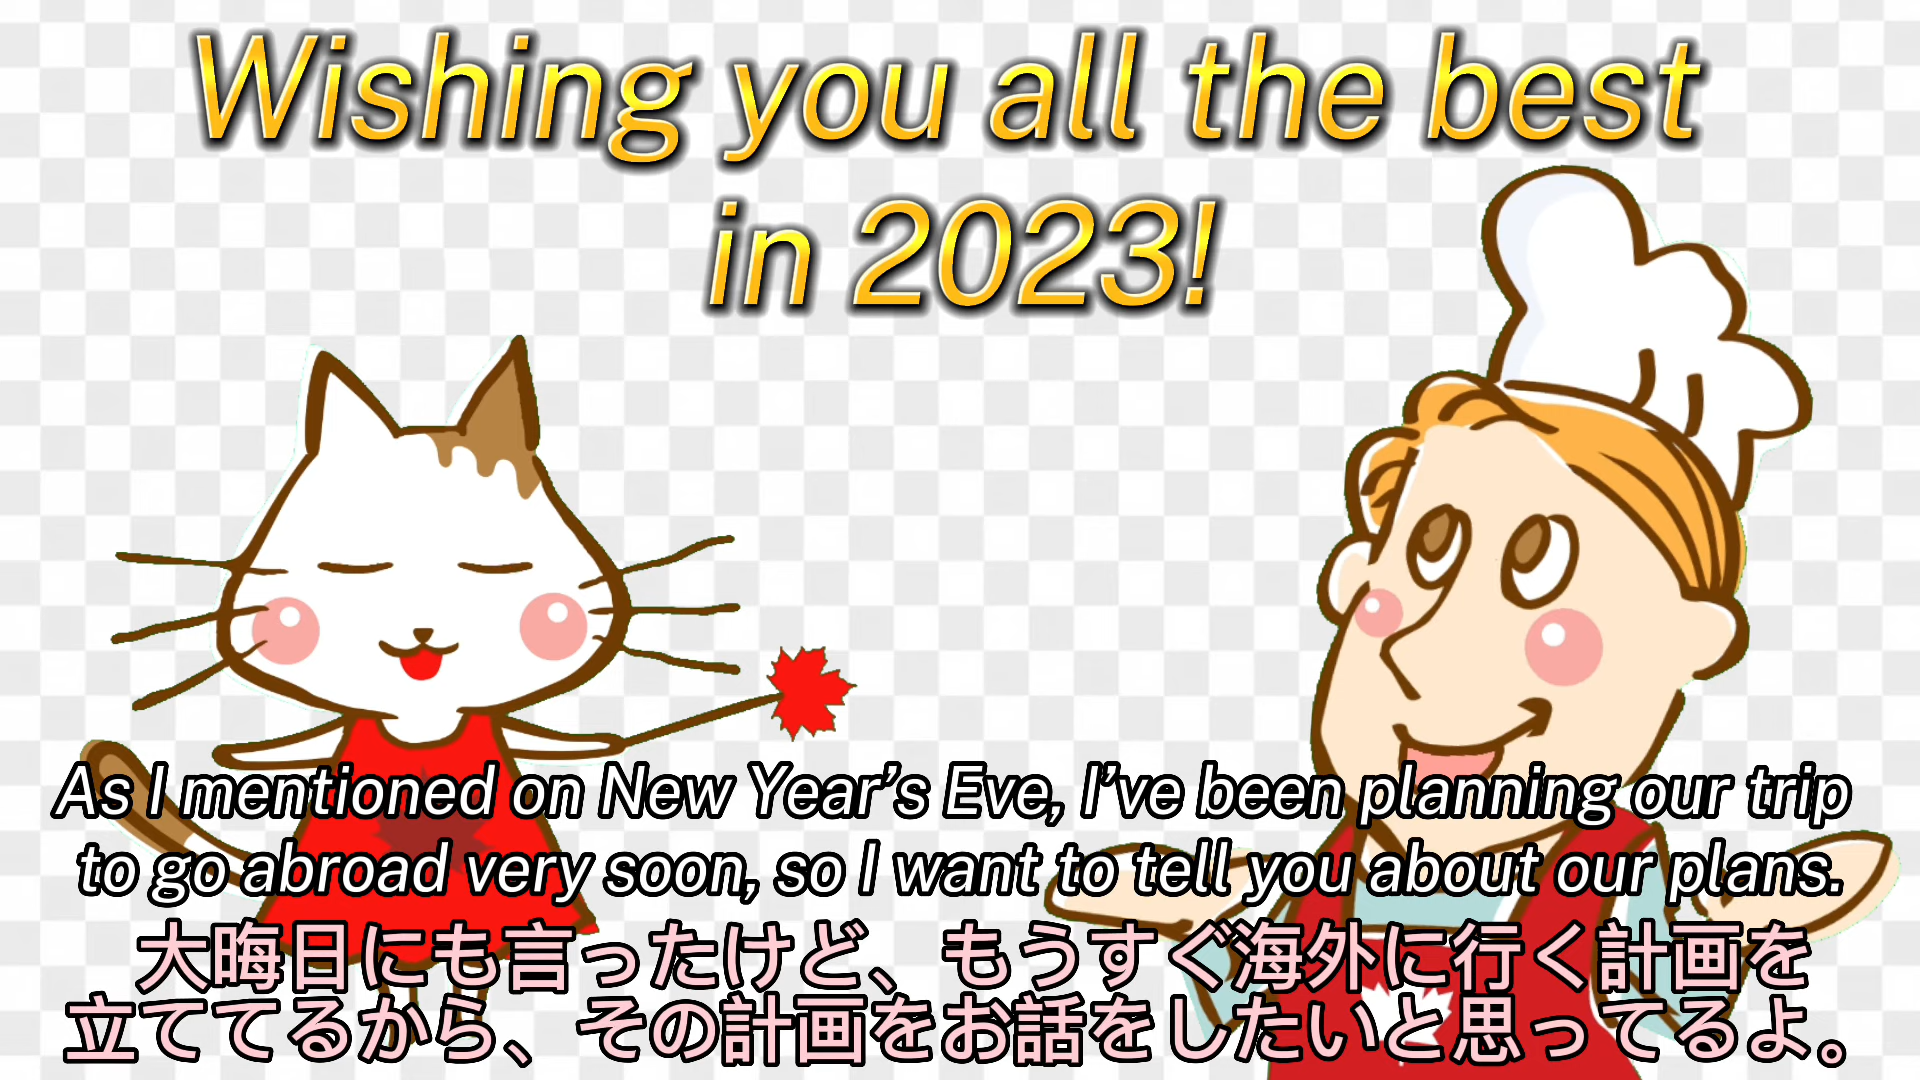 Wishing you all the best
in 2023!
As I mentioned on New Year’s Eve, I’ve been planning our trip
to go abroad very soon, so I want to tell you about our plans.
大晦日にも言ったけど、もうすぐ海外に行く計画を
立ててるから、その計画をお話をしたいと思ってるよ。